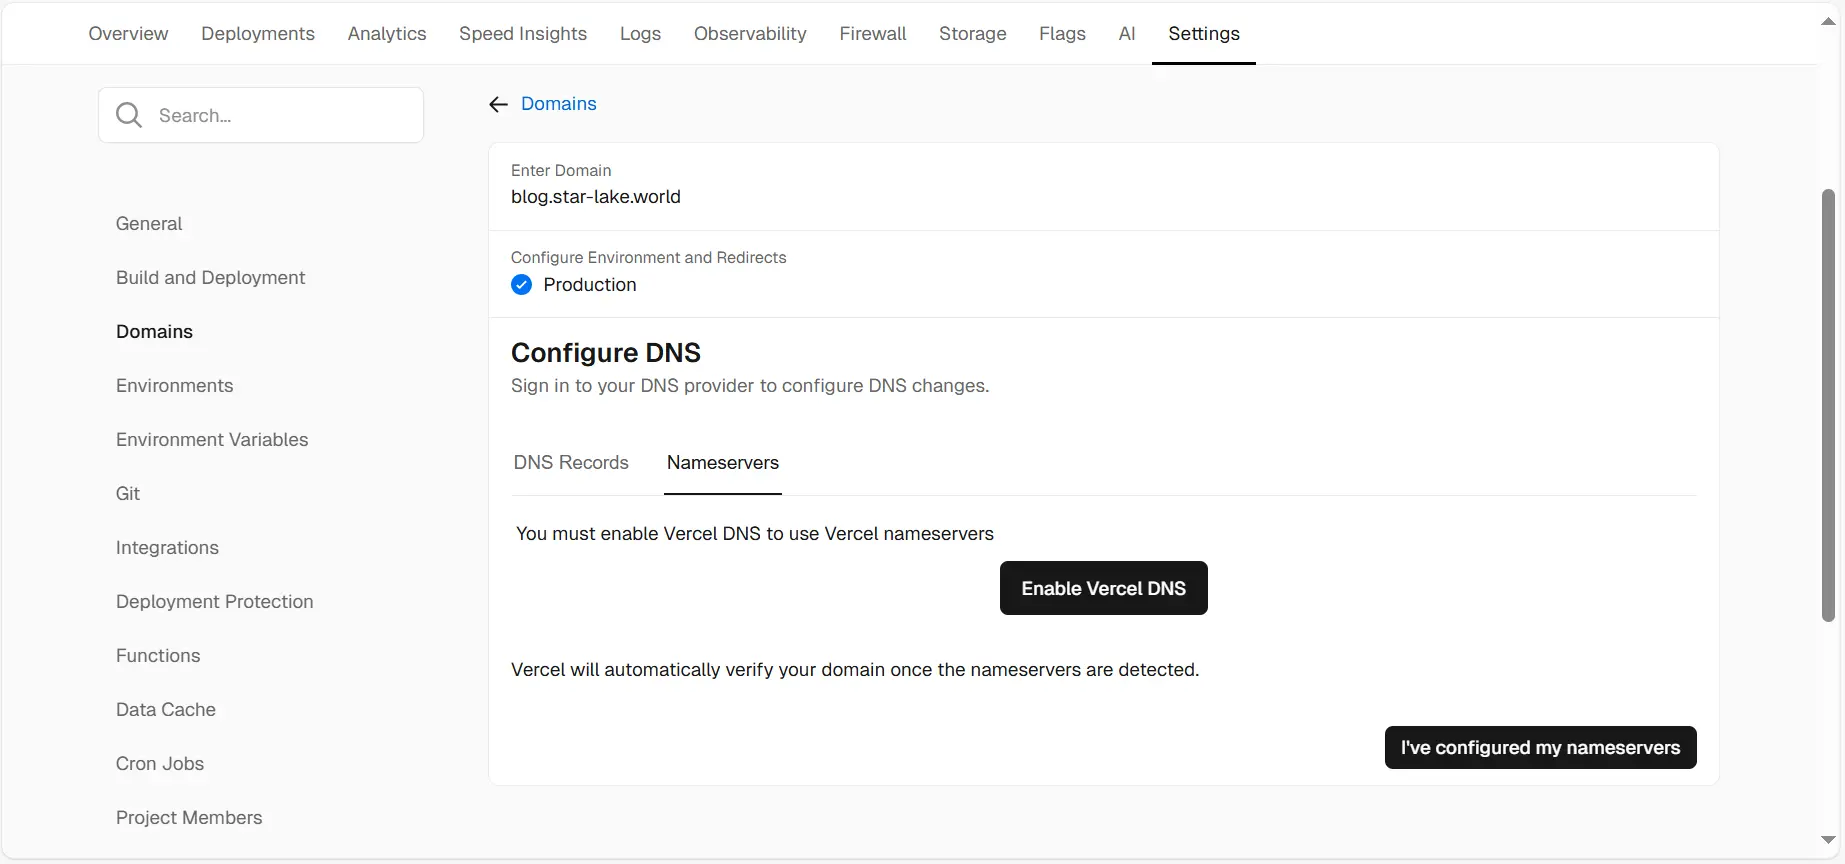 Overview Deployments Analytics Speed Insights Logs Observability Firewall Storage Flags AI Settings
Search...
General
Build and Deployment
Domains
Environments
Environment Variables
Git
Integrations
Deployment Protection
Functions
Data Cache
Cron Jobs
Project Members
Domains
Enter Domain
blog.star-lake.world
Configure Environment and Redirects
Production
Configure DNS
Sign in to your DNS provider to configure DNS changes.
DNS Records Nameservers
You must enable Vercel DNS to use Vercel nameservers
Enable Vercel DNS
Vercel will automatically verify your domain once the nameservers are detected.
I've configured my nameservers